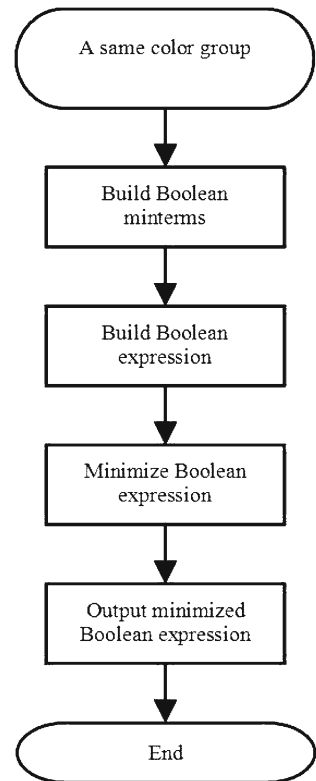 A same color group
Build Boolean
minterms
Build Boolean
expression
Minimize Boolean
expression
Output minimized
Boolean expression
End